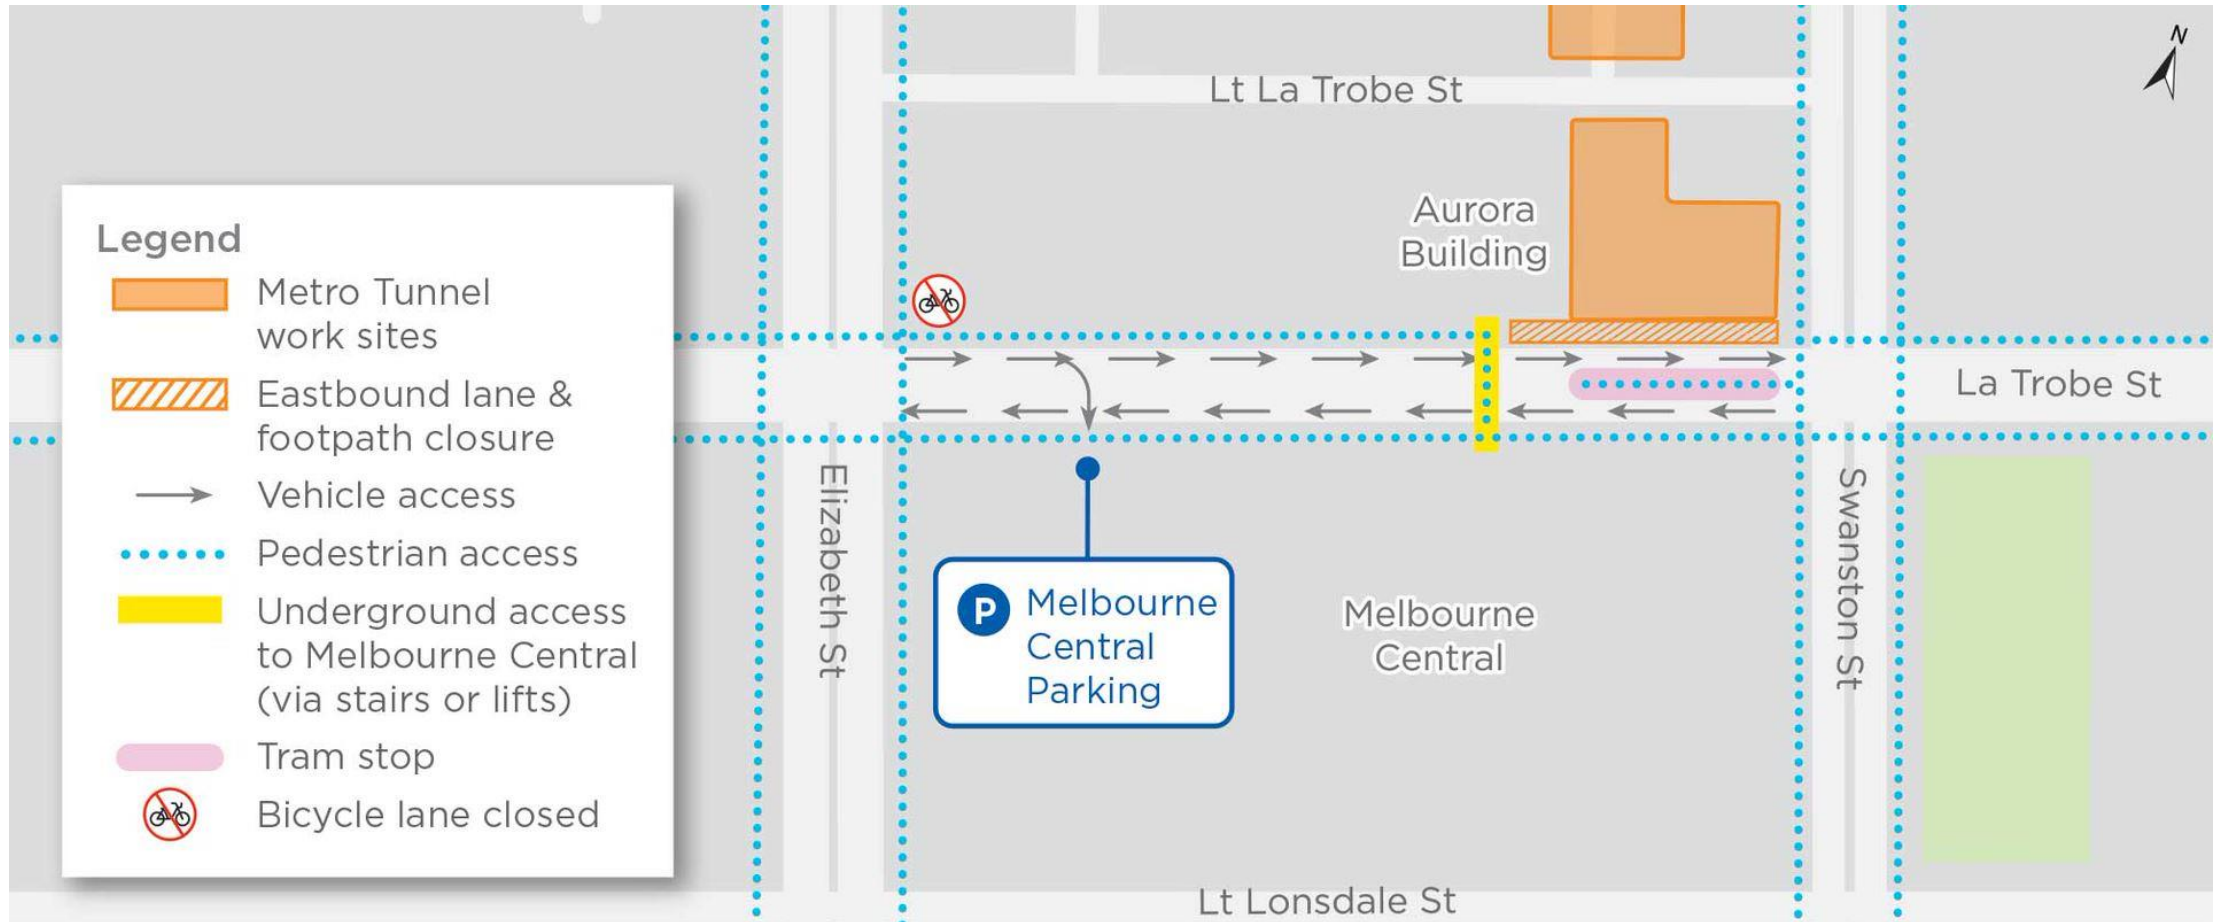 N
Lt La Trobe St
Aurora
Building
Legend
Metro Tunnel
work sites
Eastbound lane &
footpath closure
Vehicle access
Pedestrian access
Underground access
to Melbourne Central
(via stairs or lifts)
Tram stop
Bicycle lane closed
La Trobe St
Elizabeth St
Swanston St
P Melbourne
Central
Parking
Melbourne
Central
Lt Lonsdale St